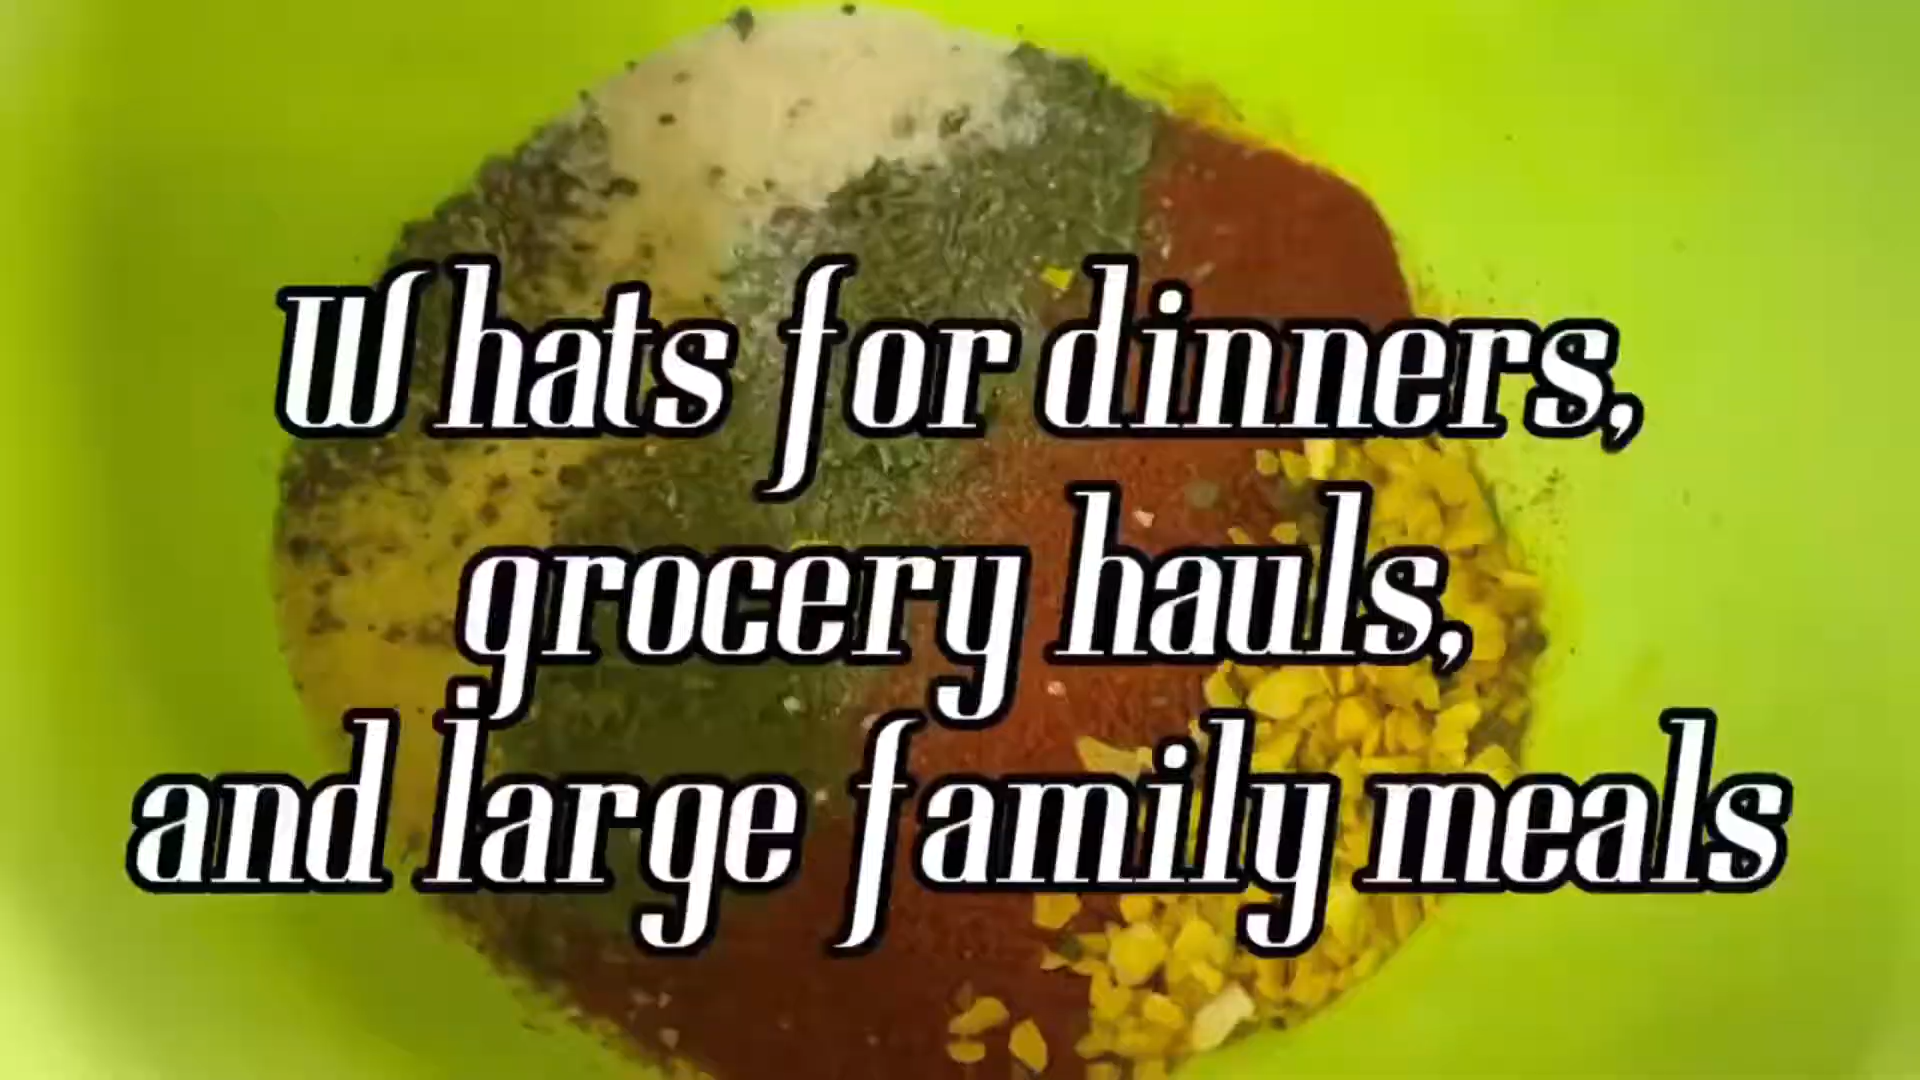 Whats for dinners,
grocery hauls,
and large family meals